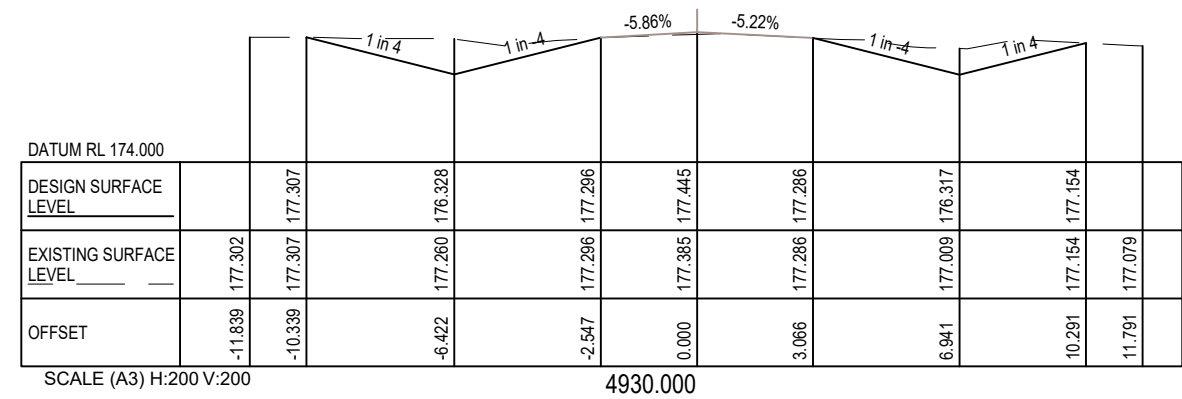 -5.86% -5.22%
1 in 4 1 in -4 1 in -4 1 in 4
DATUM RL 174.000
DESIGN SURFACE
LEVEL
177.307 176.328 177.296 177.445 177.286 176.317 177.154
EXISTING SURFACE
LEVEL
177.302 177.307 177.260 177.296 177.385 177.286 177.009 177.154 177.079
OFFSET
-11.839 -10.339 -6.422 -2.547 0.000 3.066 6.941 10.291 11.791
SCALE (A3) H:200 V:200
4930.000